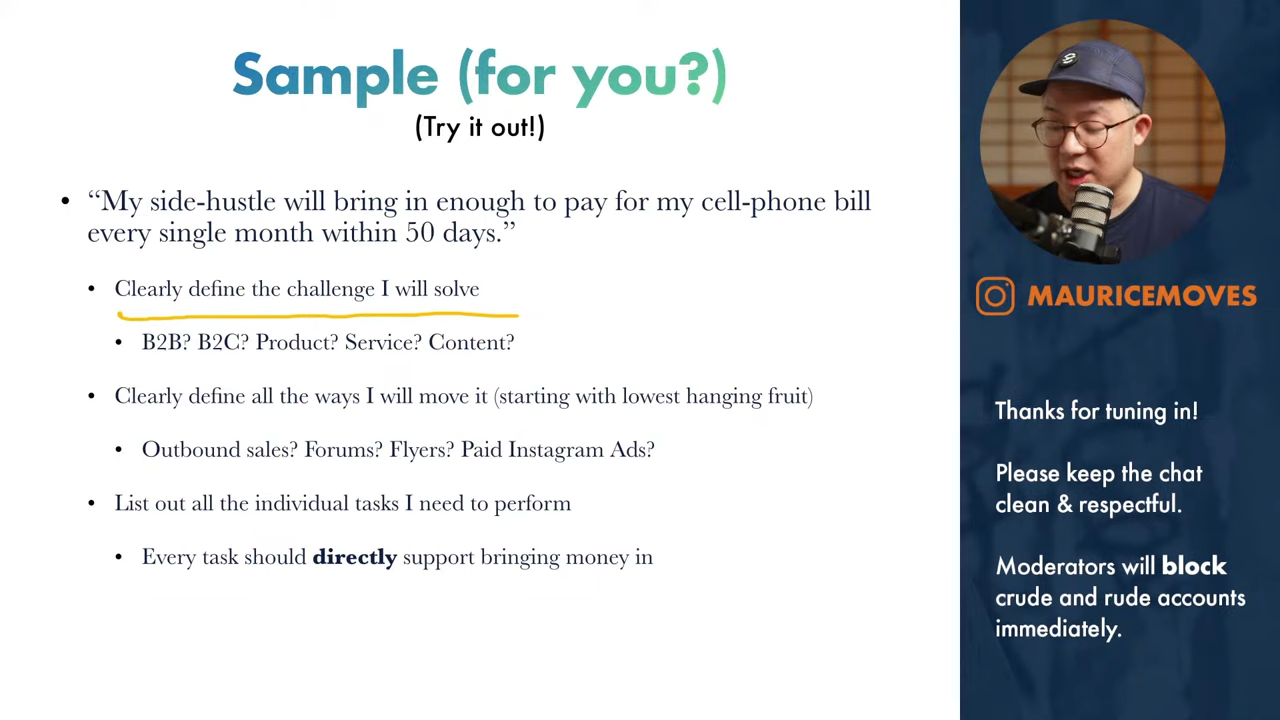 Sample (for you?)
(Try it out!)
• “My side-hustle will bring in enough to pay for my cell-phone bill
every single month within 50 days.”
• Clearly define the challenge I will solve
• B2B? B2C? Product? Service? Content?
• Clearly define all the ways I will move it (starting with lowest hanging fruit)
• Outbound sales? Forums? Flyers? Paid Instagram Ads?
• List out all the individual tasks I need to perform
• Every task should directly support bringing money in
MAURICEMOVES
Thanks for tuning in!
Please keep the chat
clean & respectful.
Moderators will block
crude and rude accounts
immediately.